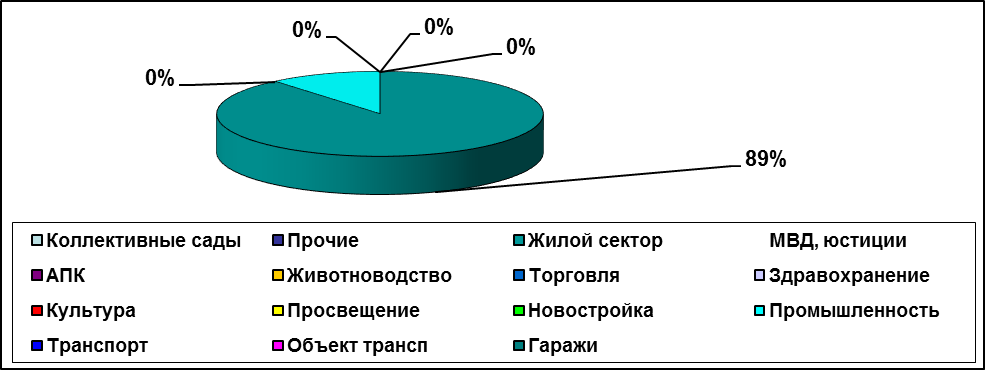 0%
0%
0%
0%
89%
Коллективные сады Прочие Жилой сектор МВД, юстиции
АПК Животноводство Торговля Здравохранение
Культура Просвещение Новостройка Промышленность
Транспорт Объект трансп Гаражи